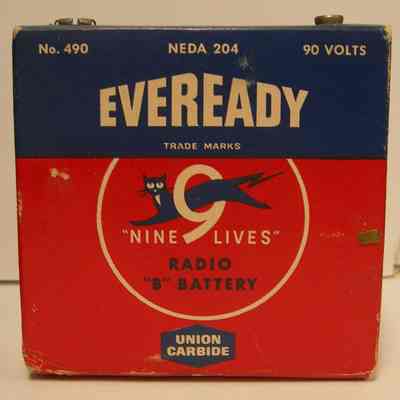 No. 490 NEDA 204 90 VOLTS
EVEREADY
TRADE MARKS
9
"NINE LIVES"
RADIO
"B" BATTERY
UNION
CARBIDE